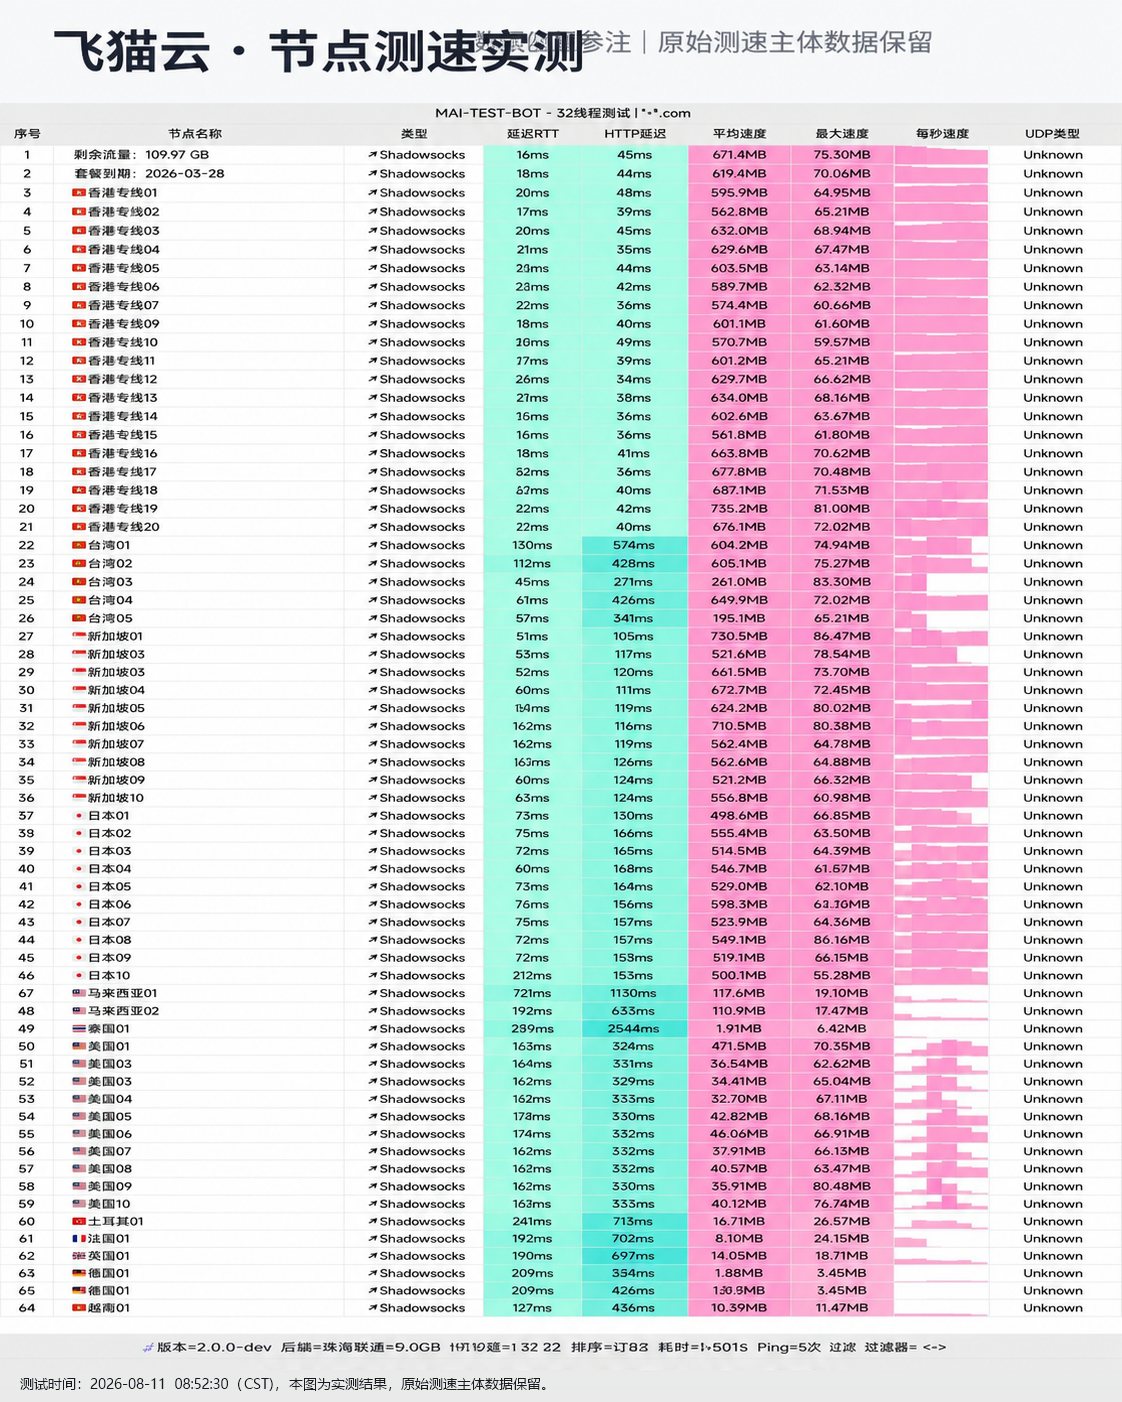 飞猫云·节点测速实测
参注｜原始测速主体数据保留
MAI-TEST-BOT - 32线程测试 | *•*.com
序号 节点名称 类型 延迟RTT HTTP延迟 平均速度 最大速度 每秒速度 UDP类型
1 剩余流量：109.97 GB Shadowsocks 16ms 45ms 671.4MB 75.30MB Unknown
2 套餐到期：2026-03-28 Shadowsocks 18ms 44ms 619.4MB 70.06MB Unknown
3 香港专线01 Shadowsocks 20ms 48ms 595.9MB 64.95MB Unknown
4 香港专线02 Shadowsocks 17ms 39ms 562.8MB 65.21MB Unknown
5 香港专线03 Shadowsocks 20ms 45ms 632.0MB 68.94MB Unknown
6 香港专线04 Shadowsocks 21ms 35ms 629.6MB 67.47MB Unknown
7 香港专线05 Shadowsocks 44ms 603.5MB 63.14MB Unknown
8 香港专线06 Shadowsocks 42ms 589.7MB 62.32MB Unknown
9 香港专线07 Shadowsocks 22ms 36ms 574.4MB 60.66MB Unknown
10 香港专线09 Shadowsocks 18ms 40ms 601.1MB 61.60MB Unknown
11 香港专线10 Shadowsocks 49ms 570.7MB 59.57MB Unknown
12 香港专线11 Shadowsocks 39ms 601.2MB 65.21MB Unknown
13 香港专线12 Shadowsocks 26ms 34ms 629.7MB 66.62MB Unknown
14 香港专线13 Shadowsocks 38ms 634.0MB 68.16MB Unknown
15 香港专线14 Shadowsocks 36ms 602.6MB 63.67MB Unknown
16 香港专线15 Shadowsocks 16ms 36ms 561.8MB 61.80MB Unknown
17 香港专线16 Shadowsocks 18ms 41ms 663.8MB 70.62MB Unknown
18 香港专线17 Shadowsocks 36ms 677.8MB 70.48MB Unknown
19 香港专线18 Shadowsocks 40ms 687.1MB 71.53MB Unknown
20 香港专线19 Shadowsocks 22ms 42ms 735.2MB 81.00MB Unknown
21 香港专线20 Shadowsocks 22ms 40ms 676.1MB 72.02MB Unknown
22 台湾01 Shadowsocks 130ms 574ms 604.2MB 74.94MB Unknown
23 台湾02 Shadowsocks 112ms 428ms 605.1MB 75.27MB Unknown
24 台湾03 Shadowsocks 45ms 271ms 261.0MB 83.30MB Unknown
25 台湾04 Shadowsocks 61ms 426ms 649.9MB 72.02MB Unknown
26 台湾05 Shadowsocks 57ms 341ms 195.1MB 65.21MB Unknown
27 新加坡01 Shadowsocks 51ms 105ms 730.5MB 86.47MB Unknown
28 新加坡03 Shadowsocks 53ms 117ms 521.6MB 78.54MB Unknown
29 新加坡03 Shadowsocks 52ms 120ms 661.5MB 73.70MB Unknown
30 新加坡04 Shadowsocks 60ms 111ms 672.7MB 72.45MB Unknown
31 新加坡05 Shadowsocks 119ms 624.2MB 80.02MB Unknown
32 新加坡06 Shadowsocks 162ms 116ms 710.5MB 80.38MB Unknown
33 新加坡07 Shadowsocks 162ms 119ms 562.4MB 64.78MB Unknown
34 新加坡08 Shadowsocks 163ms 126ms 562.6MB 64.88MB Unknown
35 新加坡09 Shadowsocks 60ms 124ms 521.2MB 66.32MB Unknown
36 新加坡10 Shadowsocks 63ms 124ms 556.8MB 60.98MB Unknown
37 日本01 Shadowsocks 73ms 130ms 498.6MB 66.85MB Unknown
38 日本02 Shadowsocks 75ms 166ms 555.4MB 63.50MB Unknown
39 日本03 Shadowsocks 72ms 165ms 514.5MB 64.39MB Unknown
40 日本04 Shadowsocks 60ms 168ms 546.7MB 61.57MB Unknown
41 日本05 Shadowsocks 73ms 164ms 529.0MB 62.10MB Unknown
42 日本06 Shadowsocks 76ms 156ms 598.3MB Unknown
43 日本07 Shadowsocks 75ms 157ms 523.9MB 64.36MB Unknown
44 日本08 Shadowsocks 72ms 157ms 549.1MB 86.16MB Unknown
45 日本09 Shadowsocks 72ms 158ms 519.1MB 66.15MB Unknown
46 日本10 Shadowsocks 212ms 153ms 500.1MB 55.28MB Unknown
67 马来西亚01 Shadowsocks 721ms 1130ms 117.6MB 19.10MB Unknown
48 马来西亚02 Shadowsocks 192ms 633ms 110.9MB 17.47MB Unknown
49 泰国01 Shadowsocks 289ms 2544ms 1.91MB 6.42MB Unknown
50 美国01 Shadowsocks 163ms 324ms 471.5MB 70.35MB Unknown
51 美国03 Shadowsocks 164ms 331ms 36.54MB 62.62MB Unknown
52 美国03 Shadowsocks 162ms 329ms 34.41MB 65.04MB Unknown
53 美国04 Shadowsocks 162ms 333ms 32.70MB 67.11MB Unknown
54 美国05 Shadowsocks 178ms 330ms 42.82MB 68.16MB Unknown
55 美国06 Shadowsocks 174ms 332ms 46.06MB 66.91MB Unknown
56 美国07 Shadowsocks 162ms 332ms 37.91MB 66.13MB Unknown
57 美国08 Shadowsocks 162ms 332ms 40.57MB 63.47MB Unknown
58 美国09 Shadowsocks 162ms 330ms 35.91MB 80.48MB Unknown
59 美国10 Shadowsocks 163ms 333ms 40.12MB 76.74MB Unknown
60 土耳其01 Shadowsocks 241ms 713ms 16.71MB 26.57MB Unknown
61 法国01 Shadowsocks 192ms 702ms 8.10MB 24.15MB Unknown
62 英国01 Shadowsocks 190ms 697ms 14.05MB 18.71MB Unknown
63 德国01 Shadowsocks 209ms 354ms 1.88MB 3.45MB Unknown
65 德国01 Shadowsocks 209ms 426ms 3.45MB Unknown
64 越南01 Shadowsocks 127ms 436ms 10.39MB 11.47MB Unknown
# 版本=2.0.0-dev 后端=珠海联通=9.0GB 排序=订83 耗时= Ping=5次 过滤 过滤器= <->
测试时间：2026-08-11 08:52:30（CST)，本图为实测结果，原始测速主体数据保留。